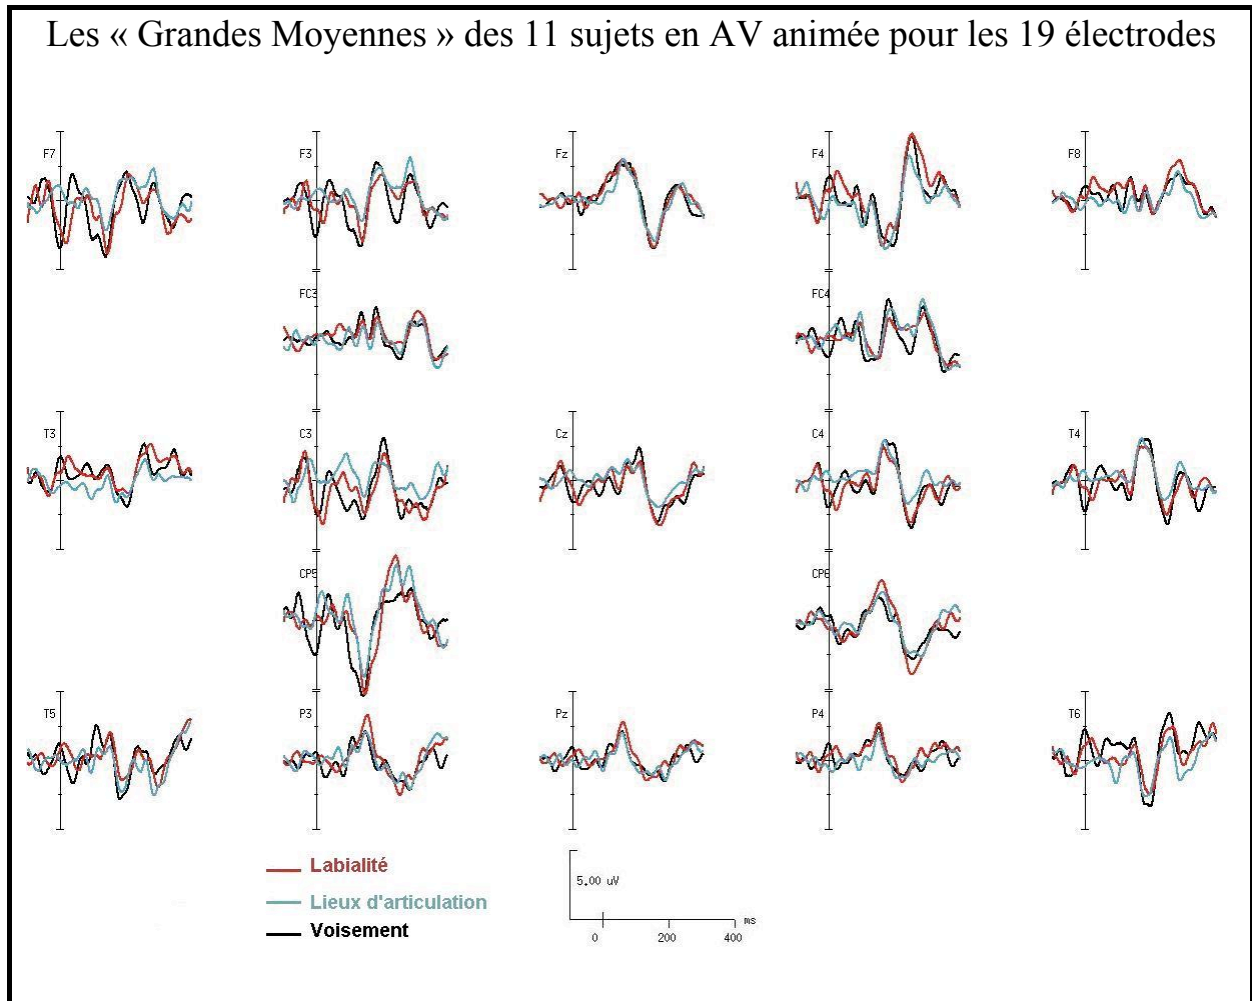 Les « Grandes Moyennes » des 11 sujets en AV animée pour les 19 électrodes
F7 F3 Fz F4 F8
FC3 FC4
T3 C3 Cz C4 T4
CP5 CP6
T5 P3 Pz P4 T6
Labialité
Lieux d'articulation
Voisement
5.00 uV
ms
0 200 400